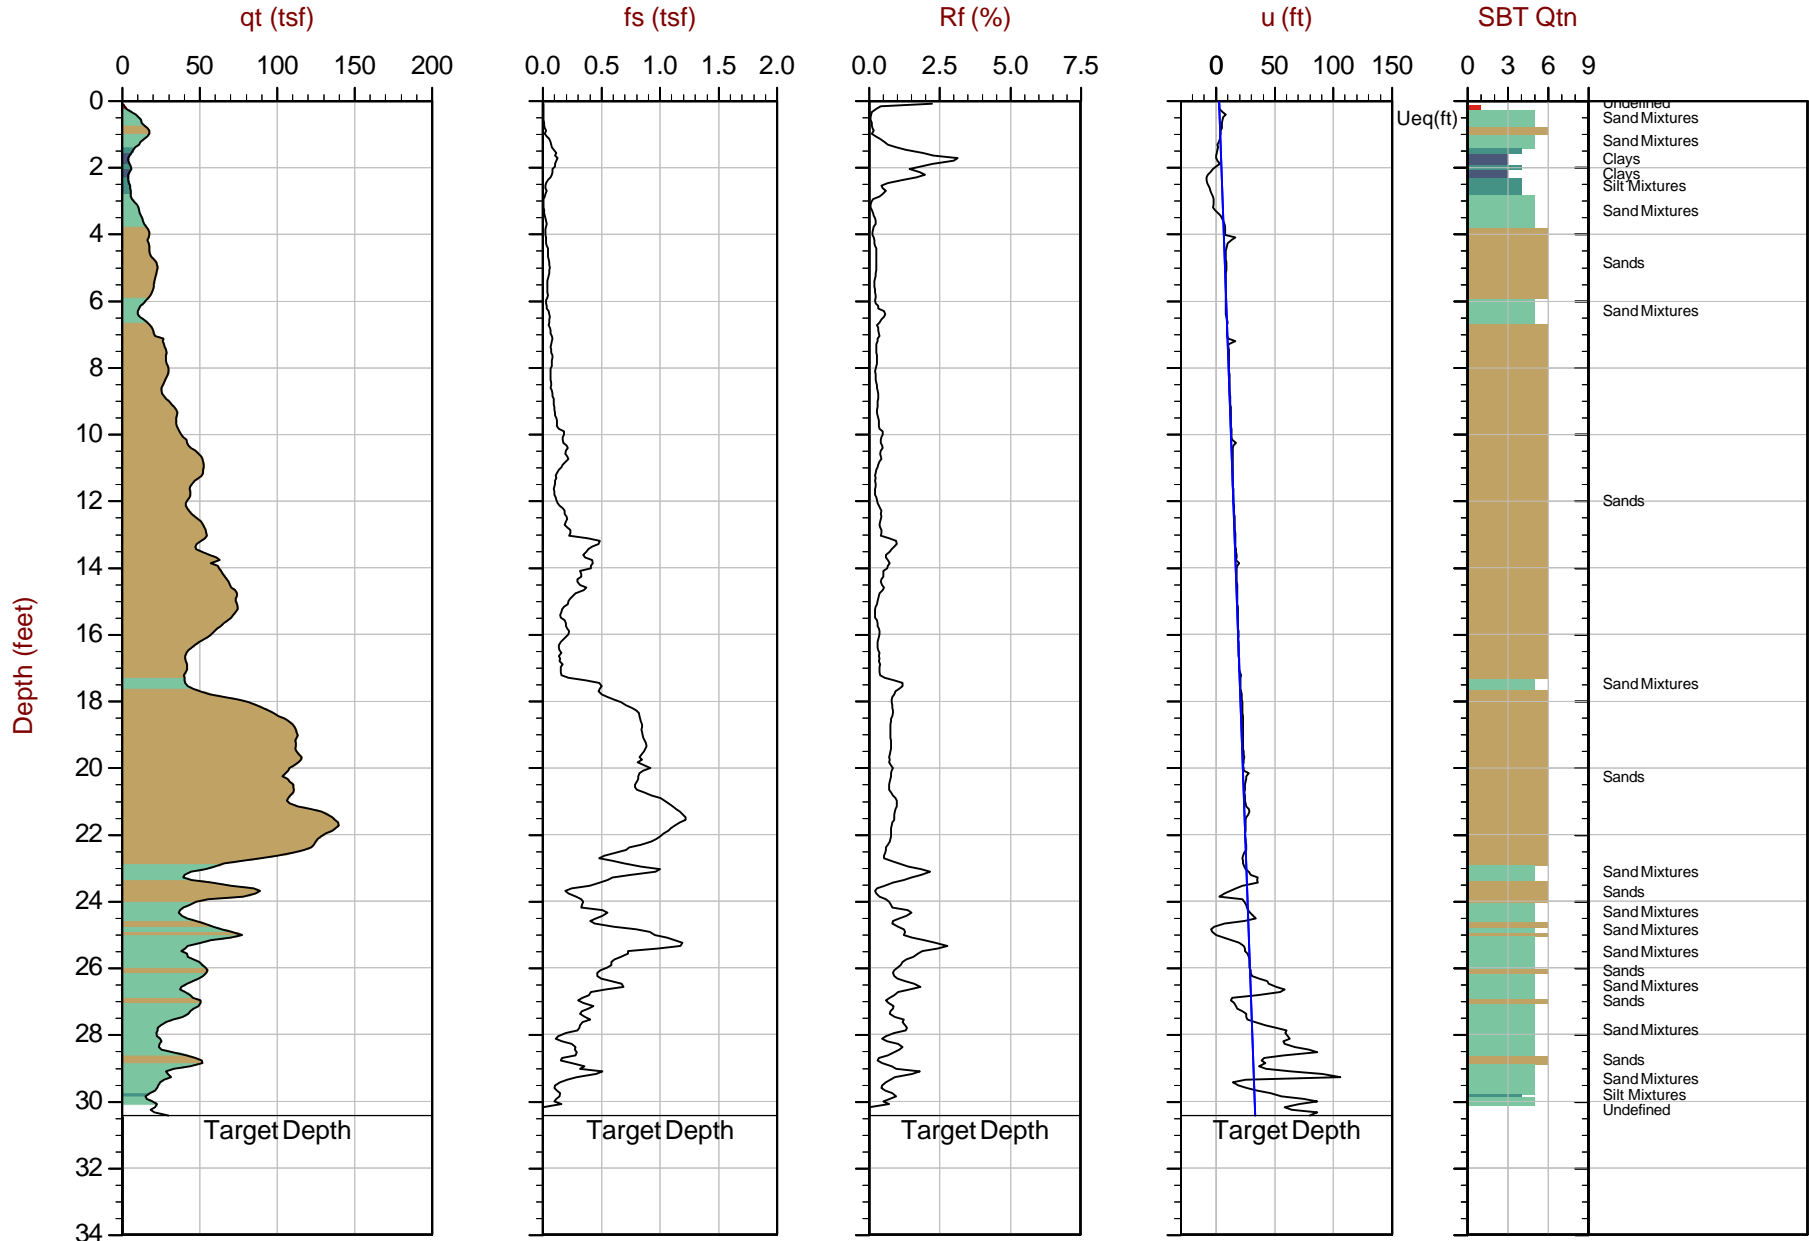 qt (tsf) fs (tsf) Rf (%) u (ft) SBT Qtn
0 50 100 150 200 0.0 0.5 1.0 1.5 2.0 0.0 2.5 5.0 7.5 0 50 100 150 0 3 6 9
Depth (feet)
0
2
4
6
8
10
12
14
16
18
20
22
24
26
28
30
32
34
Ueq(ft)
Target Depth Target Depth Target Depth Target Depth
Undefined
Sand Mixtures
Sand Mixtures
Clays
Clays
Silt Mixtures
Sand Mixtures
Sands
Sand Mixtures
Sands
Sand Mixtures
Sands
Sand Mixtures
Sands
Sand Mixtures
Sand Mixtures
Sand Mixtures
Sands
Sand Mixtures
Sands
Sand Mixtures
Sands
Sand Mixtures
Silt Mixtures
Undefined